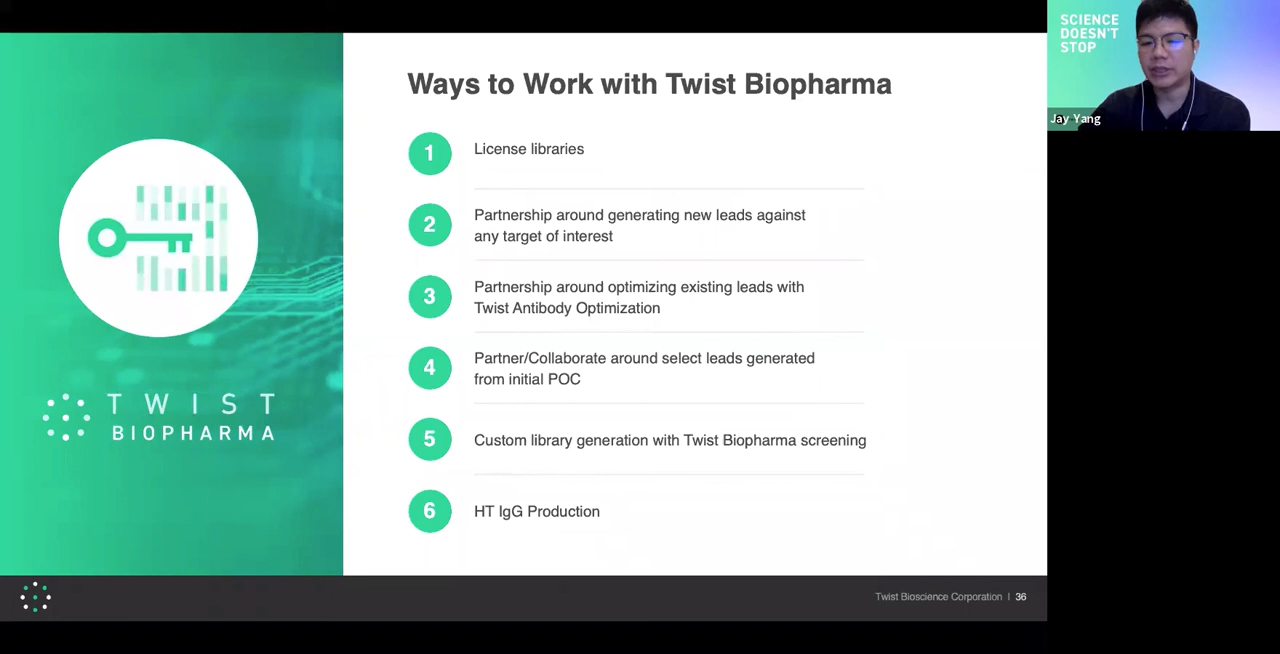 Ways to Work with Twist Biopharma
1
License libraries
2
Partnership around generating new leads against
any target of interest
3
Partnership around optimizing existing leads with
Twist Antibody Optimization
4
Partner/Collaborate around select leads generated
from initial POC
5
Custom library generation with Twist Biopharma screening
6
HT IgG Production
TWIST
BIOPHARMA
Twist Bioscience Corporation | 36
SCIENCE
DOESN'T
STOP
Jay Yang